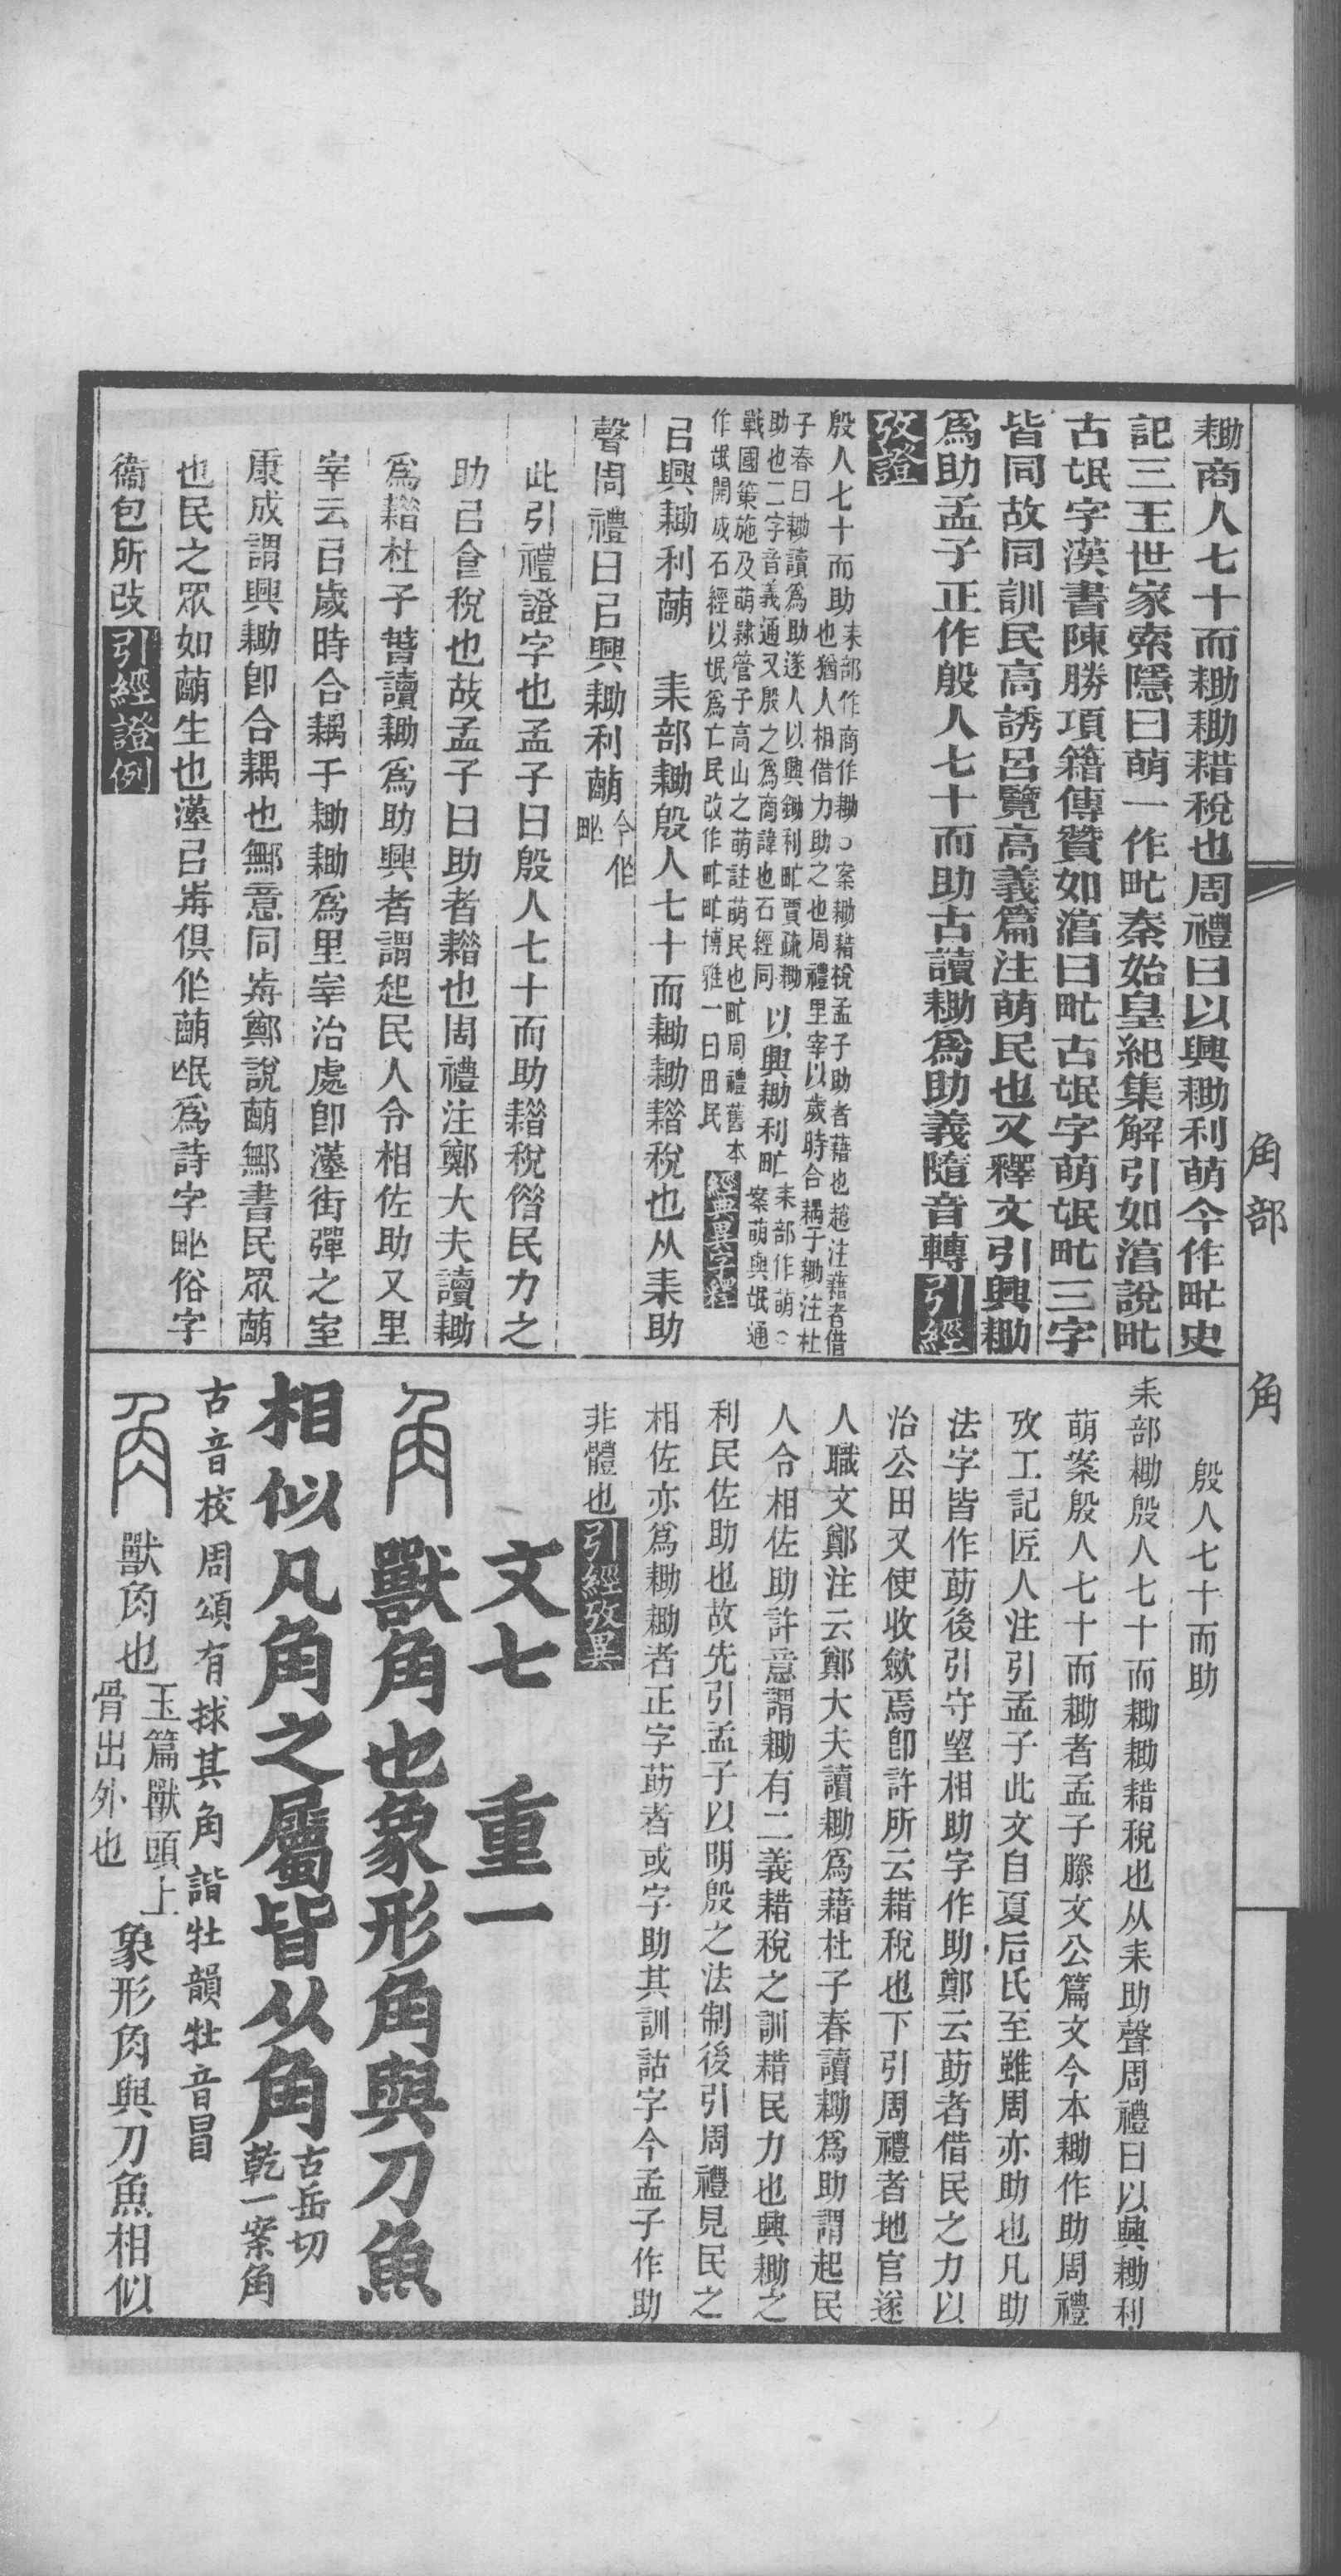 耡商人七十而耡耡耤稅也周禮曰以興耡利萌今作甿史
記三王世家索隱曰萌一作甿秦始皇紀集解引如湻說甿
古氓字漢書陳勝項籍傳贊如湻曰甿古氓字萌氓甿三字
皆同故同訓民高誘呂覽高義篇注萌民也又釋文引興耡
爲助孟子正作殷人七十而助古讀耡爲助義隨音轉引經
攷證
殷人七十而助
耒部作商作耡○案耡耤稅孟子助者藉也趙注藉者借
也猶人相借力助之也周禮里宰以歲時合耦于耡注杜
子春曰耡讀爲助遂人以興鋤利甿賈疏耡
助也二字音義通又殷之爲商諱也石經同
以興耡利甿
耒部作萌○
案萌與氓通
戰國策施及萌隷管子高山之萌註萌民也甿周禮舊本
作氓開成石經以氓爲亡民改作甿甿博雅一曰田民
經典異字釋
㠯興耡利萠 耒部耡殷人七十而耡耡耤稅也从耒助
聲周禮曰㠯興耡利萠
今作
甿
此引禮證字也孟子曰殷人七十而助耤稅借民力之
助㠯食稅也故孟子曰助者耤也周禮注鄭大夫讀耡
爲耤杜子春讀耡爲助興者謂起民人令相佐助又里
宰云㠯歲時合耦于耡耡爲里宰治處卽漢街彈之室
康成謂興耡卽合耦也鄦意同歬鄭說萠鄦書民眾萠
也民之眾如萠生也漢㠯歬俱作萠氓爲詩字甿俗字
衞包所改引經證例
殷人七十而助
耒部耡殷人七十而耡耡耤稅也从耒助聲周禮曰以興耡利
萌案殷人七十而耡者孟子滕文公篇文今本耡作助周禮
攷工記匠人注引孟子此文自夏后氏至雖周亦助也凡助
法字皆作莇後引守望相助字作助鄭云莇者借民之力以
治公田又使收斂焉卽許所云耤稅也下引周禮者地官遂
人職文鄭注云鄭大夫讀耡爲藉杜子春讀耡爲助謂起民
人令相佐助許意謂耡有二義耤稅之訓耤民力也興耡之
利民佐助也故先引孟子以明殷之法制後引周禮見民之
相佐亦爲耡耡者正字莇者或字助其訓詁字今孟子作助
非體也引經攷異
文七 重一
角 獸角也象形角與刀魚
相似凡角之屬皆从角
古岳切
乾一案角
古音校周頌有捄其角諧牡韻牡音冒
角 獸角也
玉篇獸頭上
骨出外也
象形角與刀魚相似
角部
角